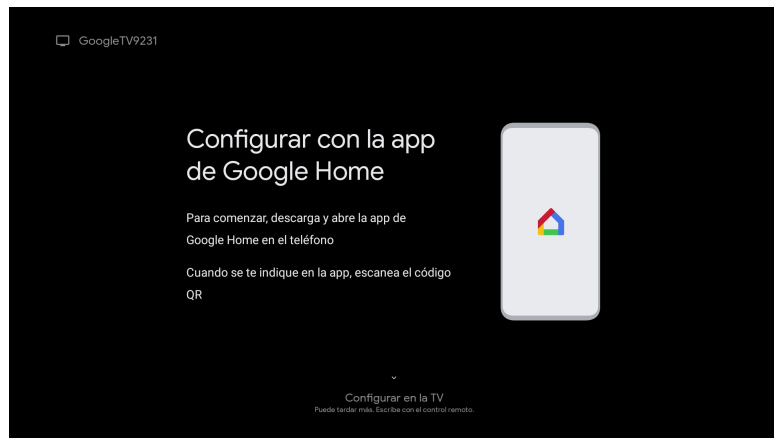 GoogleTV9231
Configurar con la app
de Google Home
Para comenzar, descarga y abre la app de
Google Home en el teléfono
Cuando se te indique en la app, escanea el código
QR
Configurar en la TV
Puede tardar más. Escribe con el control remoto.